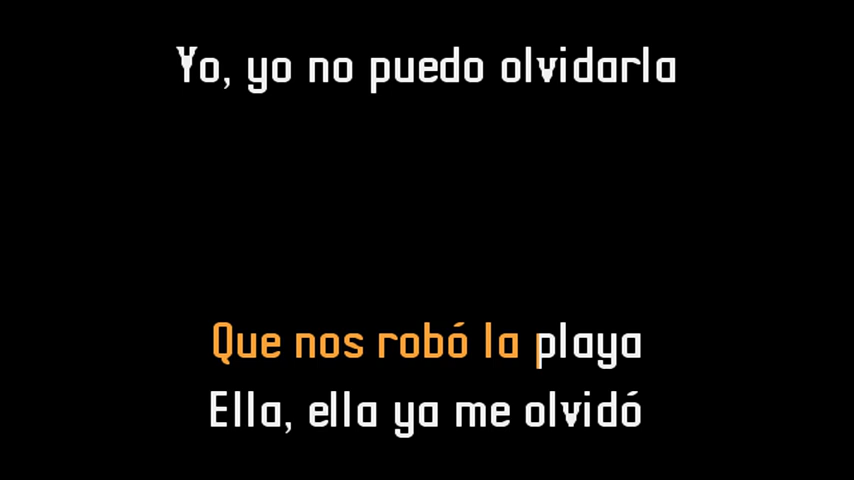 Yo, yo no puedo olvidarla
Que nos robó la playa
Ella, ella ya me olvidó